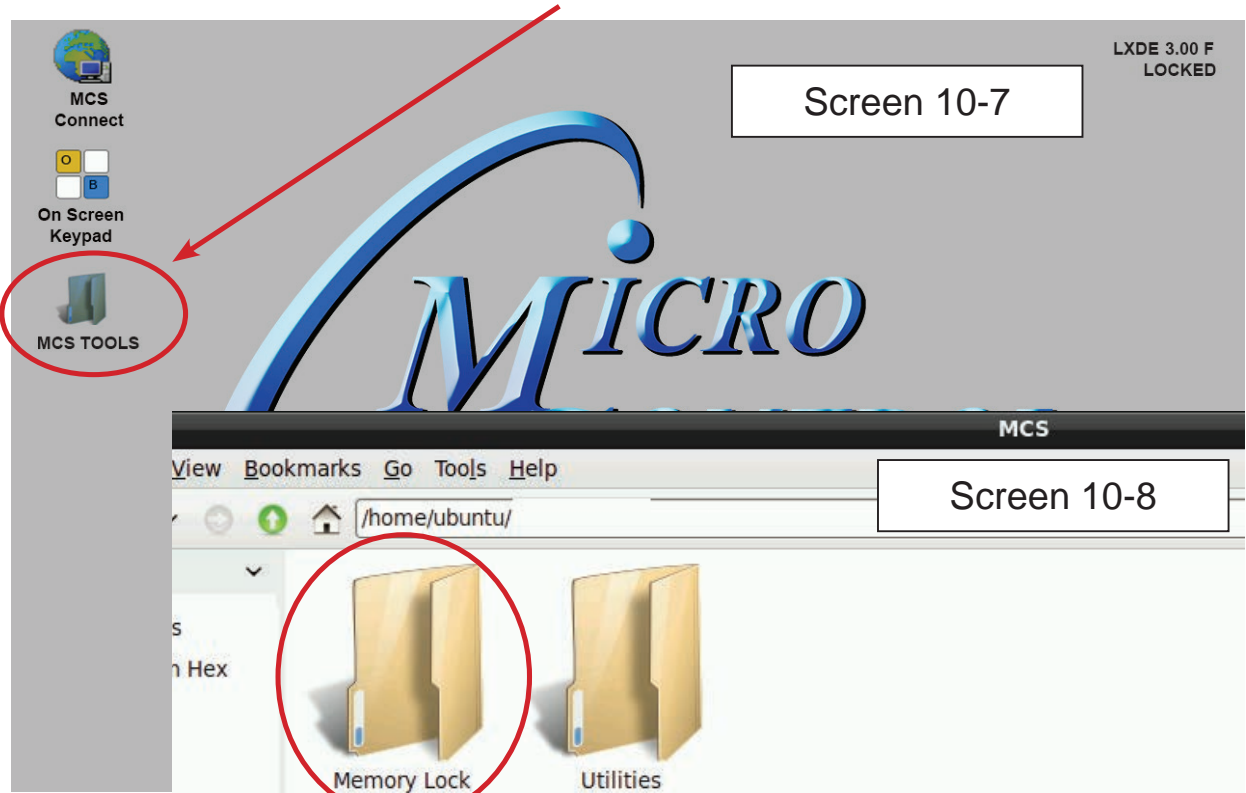 MCS
Connect
O
B
On Screen
Keypad
MCS TOOLS
Screen 10-7
LXDE 3.00 F
LOCKED
MICRO
MCS
View Bookmarks Go Tools Help
Screen 10-8
/home/ubuntu/
s
n Hex
Memory Lock
Utilities